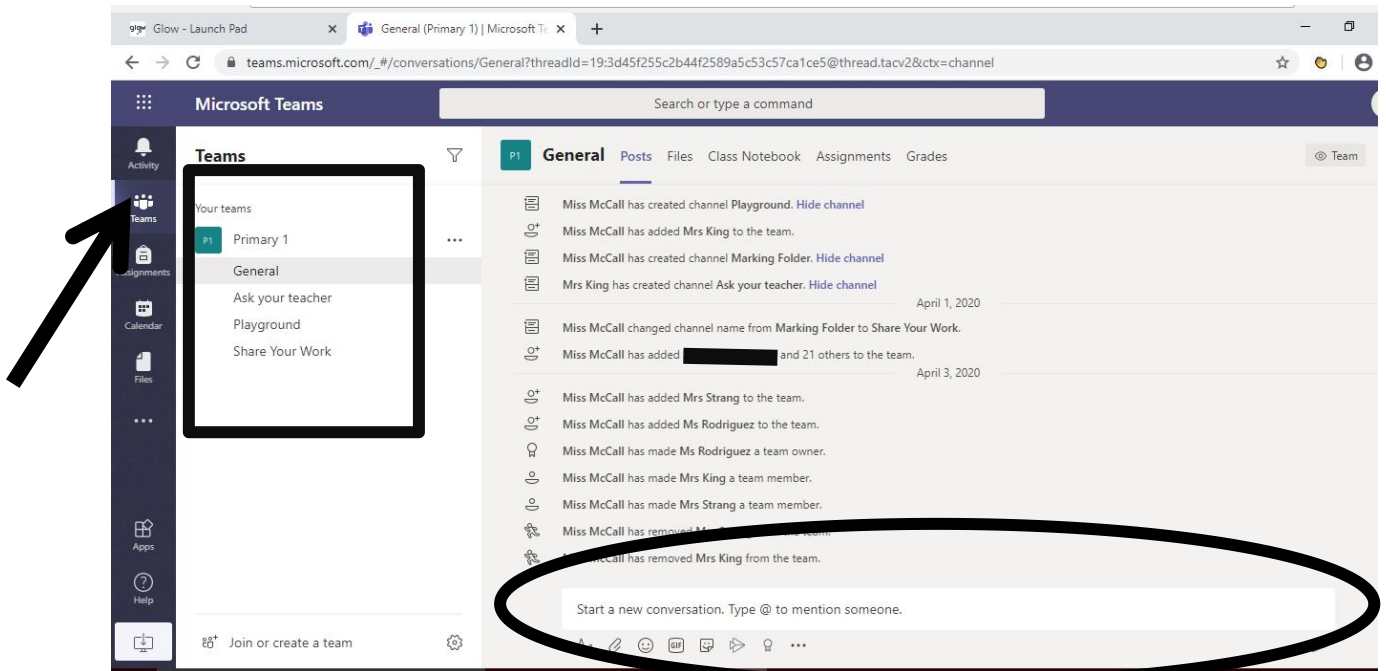 glow Glow - Launch Pad
General (Primary 1) | Microsoft Te
teams.microsoft.com/_#/conversations/General?threadId=19:3d45f255c2b44f2589a5c53c57ca1ce5@thread.tacv2&ctx=channel
Microsoft Teams
Search or type a command
Activity
Teams
Assignments
Calendar
Files
Apps
Help
Teams
Your teams
P1 Primary 1
General
Ask your teacher
Playground
Share Your Work
Join or create a team
P1 General Posts Files Class Notebook Assignments Grades
Team
Miss McCall has created channel Playground. Hide channel
Miss McCall has added Mrs King to the team.
Miss McCall has created channel Marking Folder. Hide channel
Mrs King has created channel Ask your teacher. Hide channel
April 1, 2020
Miss McCall changed channel name from Marking Folder to Share Your Work.
Miss McCall has added and 21 others to the team.
April 3, 2020
Miss McCall has added Mrs Strang to the team.
Miss McCall has added Ms Rodriguez to the team.
Miss McCall has made Ms Rodriguez a team owner.
Miss McCall has made Mrs King a team member.
Miss McCall has made Mrs Strang a team member.
Miss McCall has removed the team.
McCall has removed Mrs King from the team.
Start a new conversation. Type @ to mention someone.
GIF